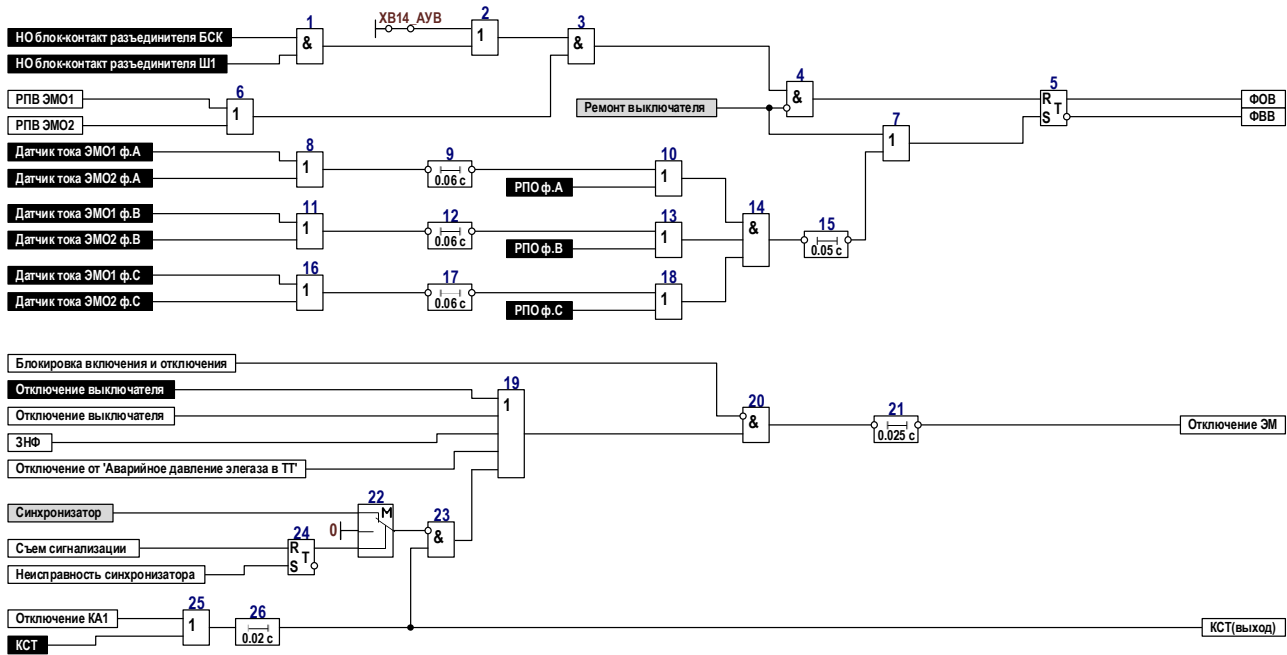 1
ХВ14_АУВ
2
3
НО блок-контакт разъединителя БСК
&
1
&
НО блок-контакт разъединителя Ш1
4
5
РПВ ЭМО1
6
Ремонт выключателя
&
R
T
S
ФОВ
РПВ ЭМО2
1
7
ФВВ
Датчик тока ЭМО1 ф.А
8
9
10
1
Датчик тока ЭМО2 ф.А
1
0.06 с
РПО ф.А
1
Датчик тока ЭМО1 ф.В
11
12
13
14
15
Датчик тока ЭМО2 ф.В
1
0.06 с
РПО ф.В
1
&
0.05 с
Датчик тока ЭМО1 ф.С
16
17
18
Датчик тока ЭМО2 ф.С
1
0.06 с
РПО ф.С
1
Блокировка включения и отключения
Отключение выключателя
19
1
20
21
Отключение выключателя
&
0.025 с
Отключение ЭМ
ЗНФ
Отключение от 'Аварийное давление элегаза в ТТ'
Синхронизатор
22
М
23
0
24
&
Съем сигнализации
R
T
S
Неисправность синхронизатора
25
26
Отключение КА1
1
0.02 с
КСТ(выход)
КСТ